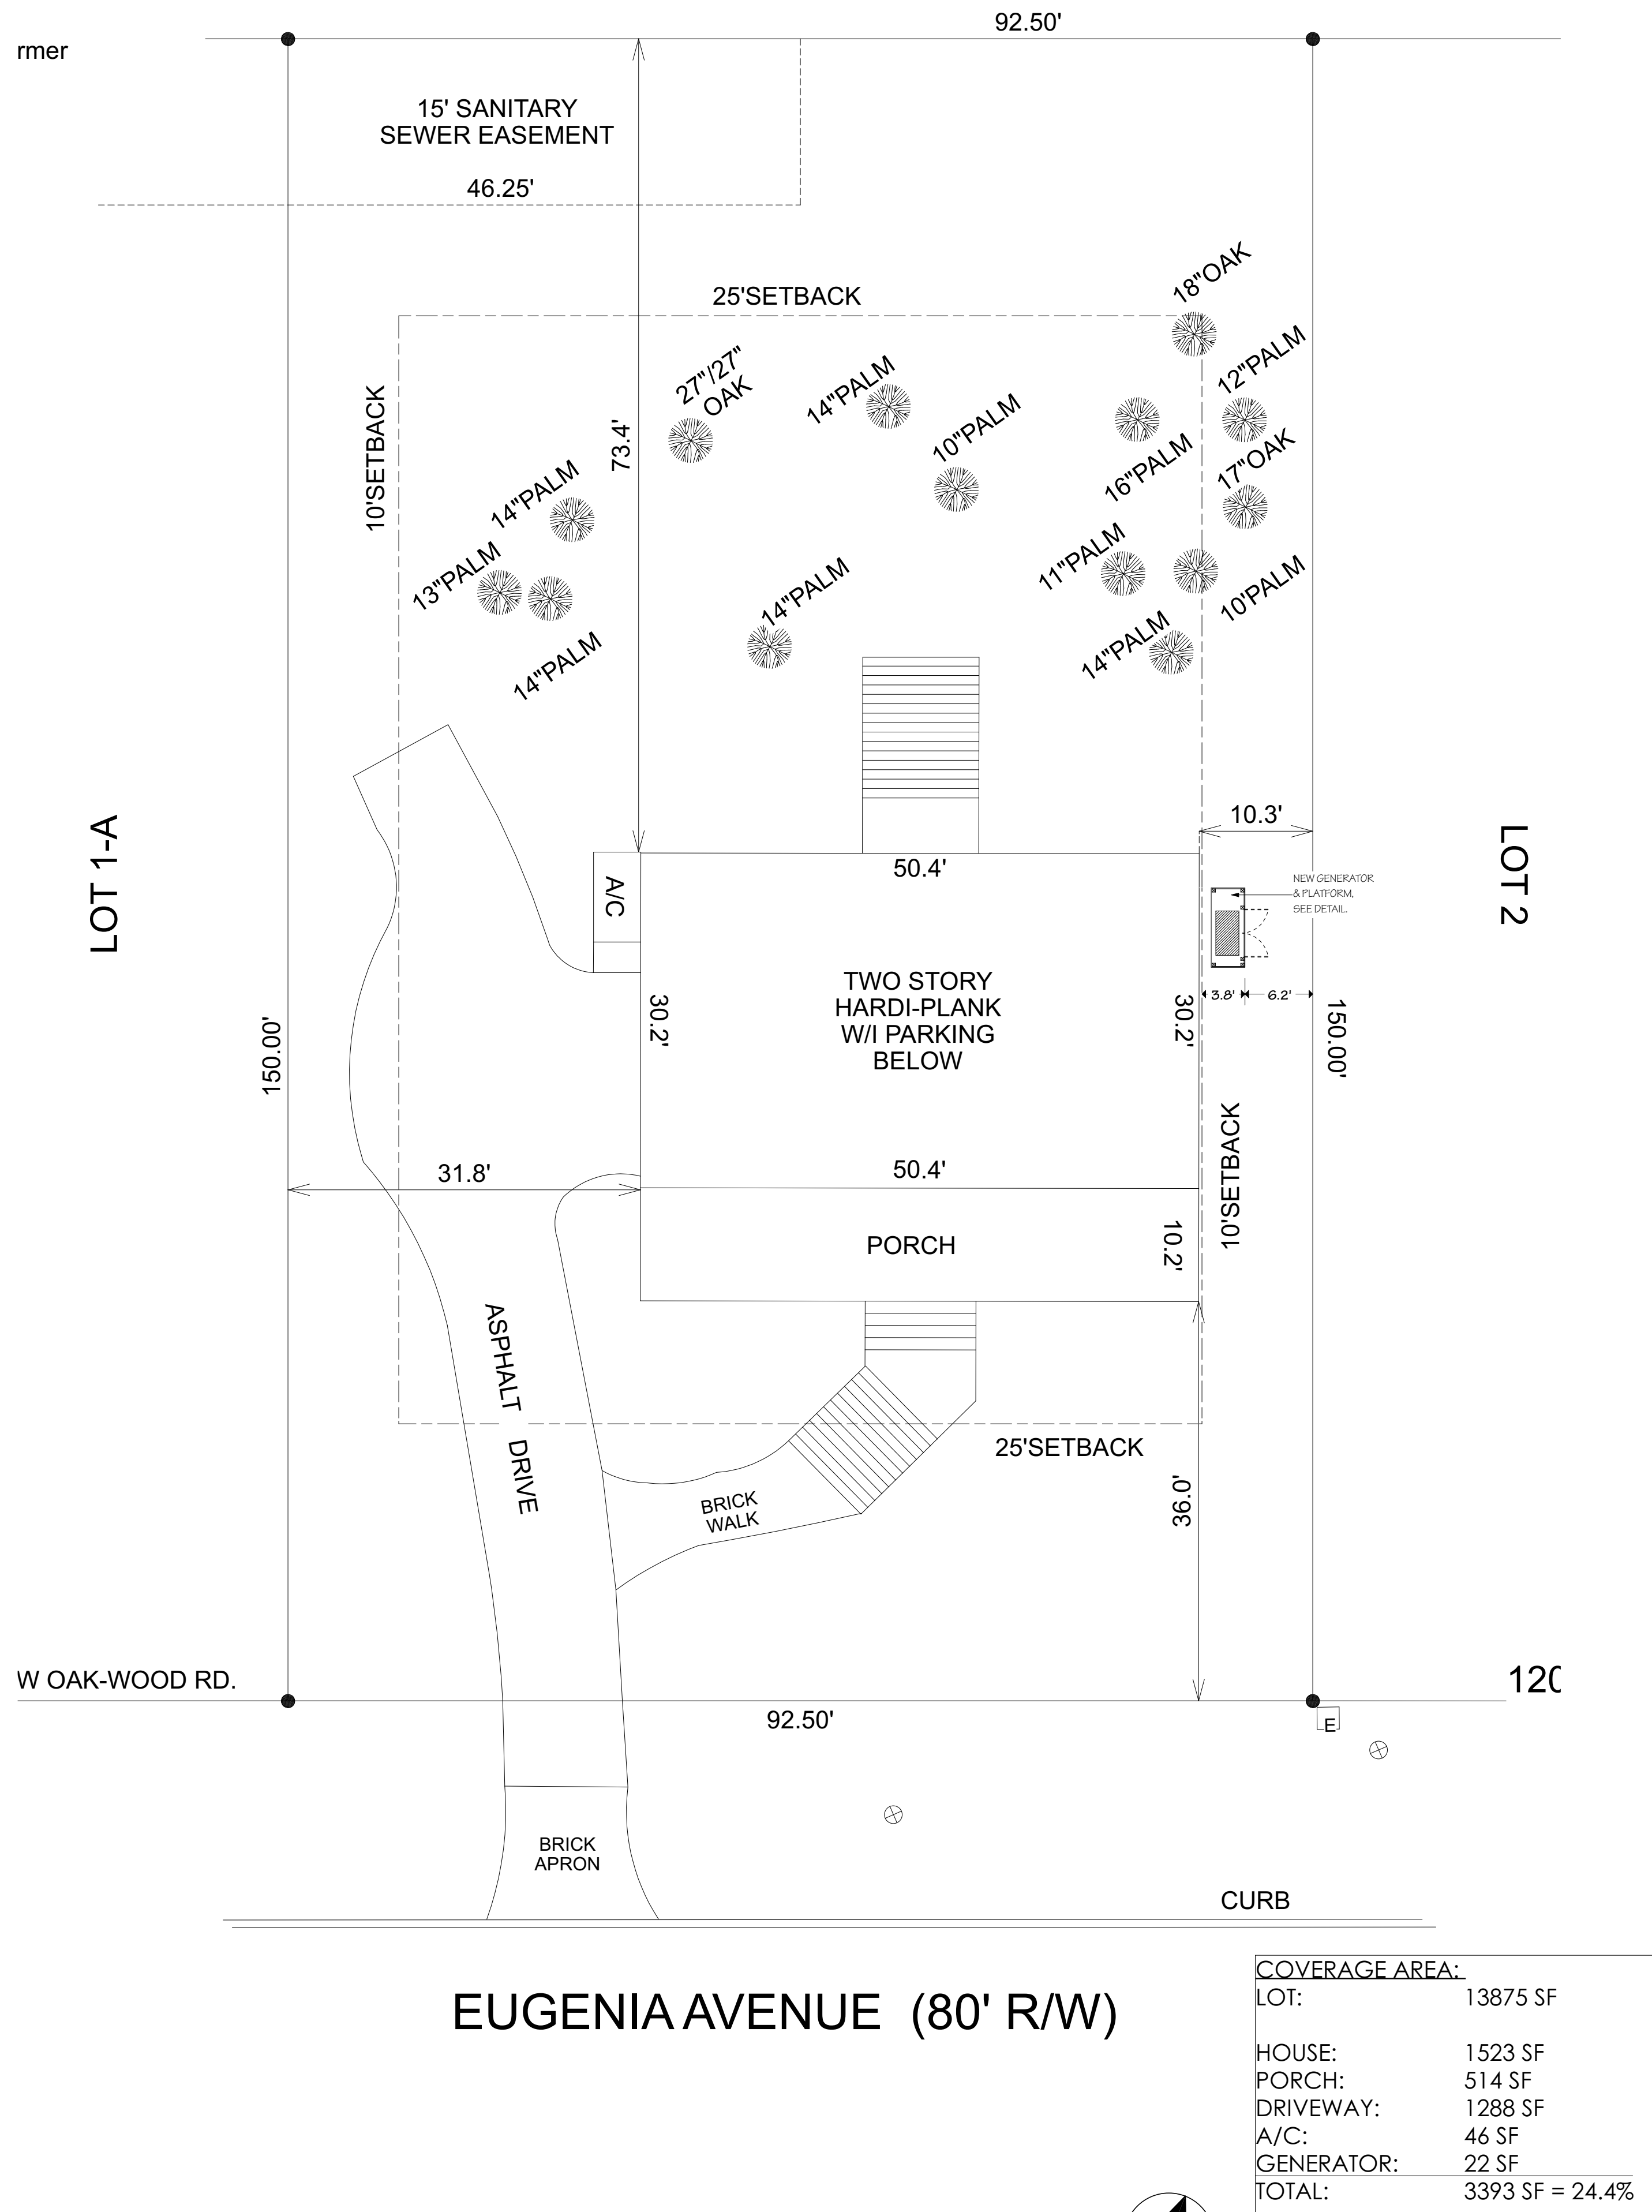 92.50'
rmer
15' SANITARY
SEWER EASEMENT
46.25'
18"OAK
25'SETBACK
12"PALM
27"/27"
OAK
14"PALM
10"PALM
10'SETBACK
73.4'
16"PALM
17"OAK
14"PALM
13"PALM
11"PALM
14"PALM
10'PALM
14"PALM
14"PALM
10.3'
LOT 1-A
LOT 2
A/C
50.4'
NEW GENERATOR
& PLATFORM,
SEE DETAIL.
TWO STORY
HARDI-PLANK
W/I PARKING
BELOW
30.2'
30.2'
3.8'
6.2'
150.00'
150.00'
31.8'
50.4'
10'SETBACK
PORCH
10.2'
ASPHALT DRIVE
25'SETBACK
36.0'
BRICK
WALK
W OAK-WOOD RD.
120
92.50'
E
BRICK
APRON
CURB
EUGENIA AVENUE (80' R/W)
COVERAGE AREA:
LOT: 13875 SF
HOUSE: 1523 SF
PORCH: 514 SF
DRIVEWAY: 1288 SF
A/C: 46 SF
GENERATOR: 22 SF
TOTAL: 3393 SF = 24.4%